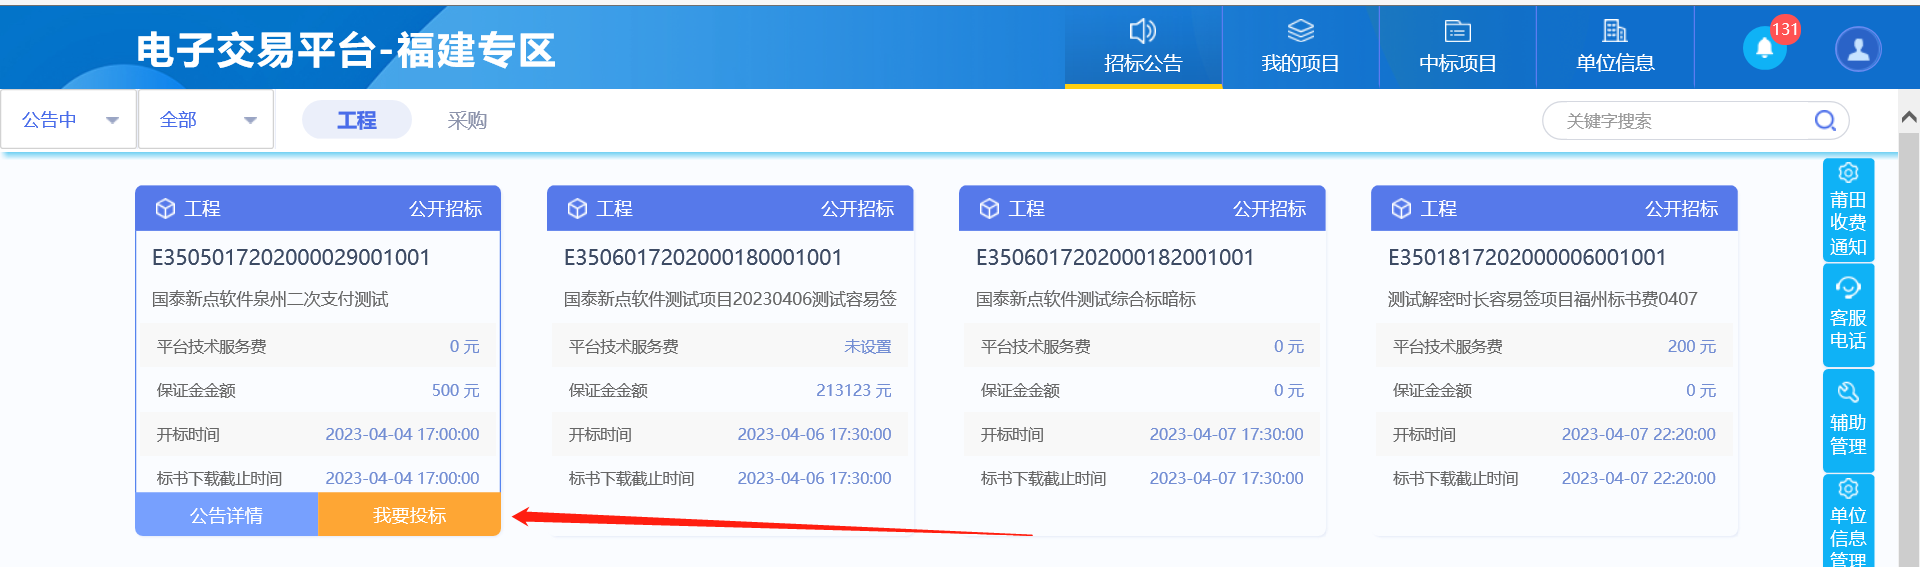 电子交易平台-福建专区
招标公告
我的项目
中标项目
单位信息
131
公告中
全部
工程
采购
关键字搜索
工程 公开招标
E3505017202000029001001
国泰新点软件泉州二次支付测试
平台技术服务费 0 元
保证金金额 500 元
开标时间 2023-04-04 17:00:00
标书下载截止时间 2023-04-04 17:00:00
公告详情
我要投标
工程 公开招标
E3506017202000180001001
国泰新点软件测试项目20230406测试容易签
平台技术服务费 未设置
保证金金额 213123 元
开标时间 2023-04-06 17:30:00
标书下载截止时间 2023-04-06 17:30:00
工程 公开招标
E3506017202000182001001
国泰新点软件测试综合标暗标
平台技术服务费 0 元
保证金金额 0 元
开标时间 2023-04-07 17:30:00
标书下载截止时间 2023-04-07 17:30:00
工程 公开招标
E3501817202000006001001
测试解密时长容易签项目福州标书费0407
平台技术服务费 200 元
保证金金额 0 元
开标时间 2023-04-07 22:20:00
标书下载截止时间 2023-04-07 22:20:00
莆田
收费
通知
客服
电话
辅助
管理
单位
信息
管理